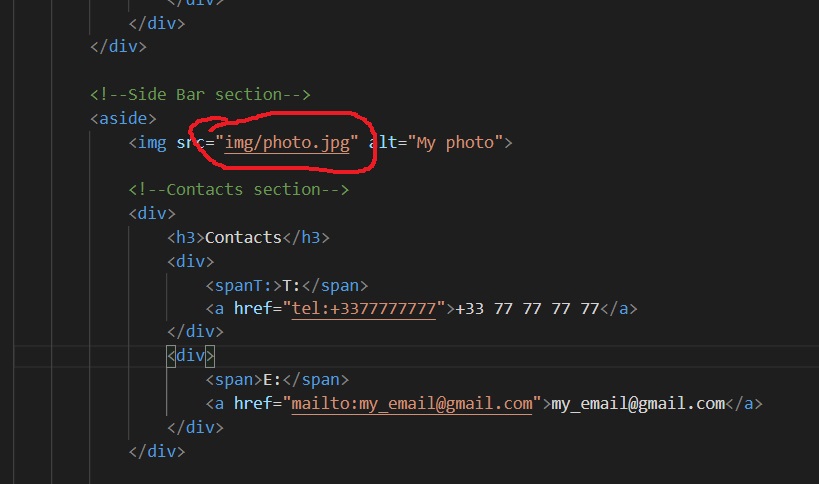 </div>
</div>
</div>
<!--Side Bar section-->
<aside>
<img src="img/photo.jpg" alt="My photo">
<!--Contacts section-->
<div>
<h3>Contacts</h3>
<div>
<spanT:>T:</span>
<a href="tel:+3377777777">+33 77 77 77 77</a>
</div>
<div>
<span>E:</span>
<a href="mailto:my_email@gmail.com">my_email@gmail.com</a>
</div>
</div>